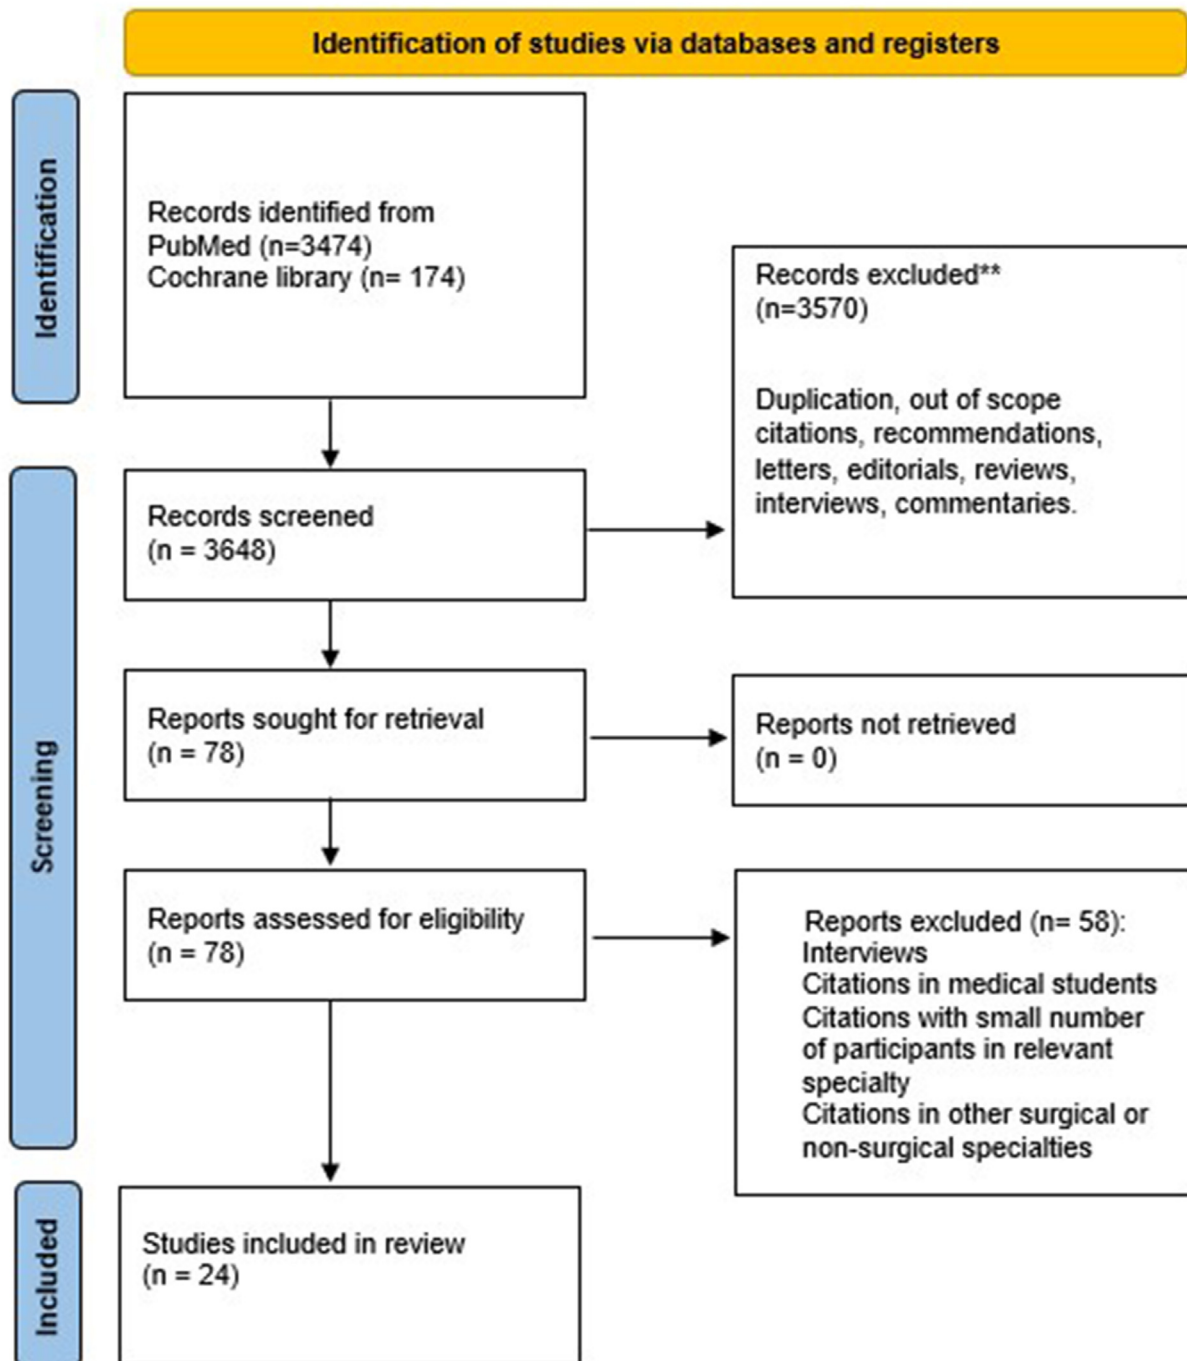 Identification of studies via databases and registers
Identification
Records identified from
PubMed (n=3474)
Cochrane library (n= 174)
Records excluded**
(n=3570)
Duplication, out of scope
citations, recommendations,
letters, editorials, reviews,
interviews, commentaries.
Screening
Records screened
(n = 3648)
Reports sought for retrieval
(n = 78)
Reports not retrieved
(n = 0)
Reports assessed for eligibility
(n = 78)
Reports excluded (n= 58):
Interviews
Citations in medical students
Citations with small number
of participants in relevant
specialty
Citations in other surgical or
non-surgical specialties
Included
Studies included in review
(n = 24)